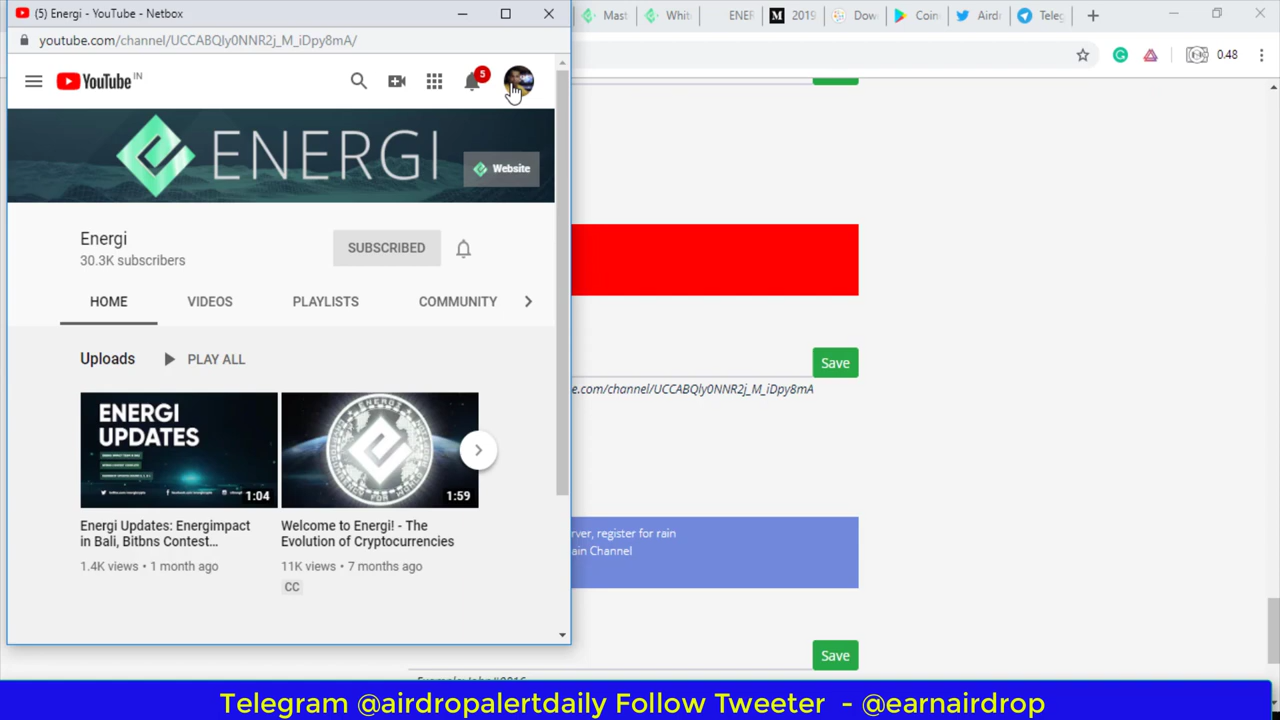 (5) Energi - YouTube - Netbox
Mast
Whit
ENER
2019
Dow
Coin
Airdr
Teleg
youtube.com/channel/UCCABQly0NNR2j_M_iDpy8mA/
0.48
YouTube IN
5
ENERGI
Website
Energi
30.3K subscribers
SUBSCRIBED
HOME
VIDEOS
PLAYLISTS
COMMUNITY
Save
e.com/channel/UCCABQly0NNR2j_M_iDpy8mA
Uploads
PLAY ALL
ENERGI
UPDATES
1:04
1:59
Energi Updates: Energimpact
in Bali, Bitbns Contest...
1.4K views • 1 month ago
Welcome to Energi! - The
Evolution of Cryptocurrencies
11K views • 7 months ago
CC
rver, register for rain
ain Channel
Save
Telegram @airdropalertdaily Follow Tweeter - @earnairdrop